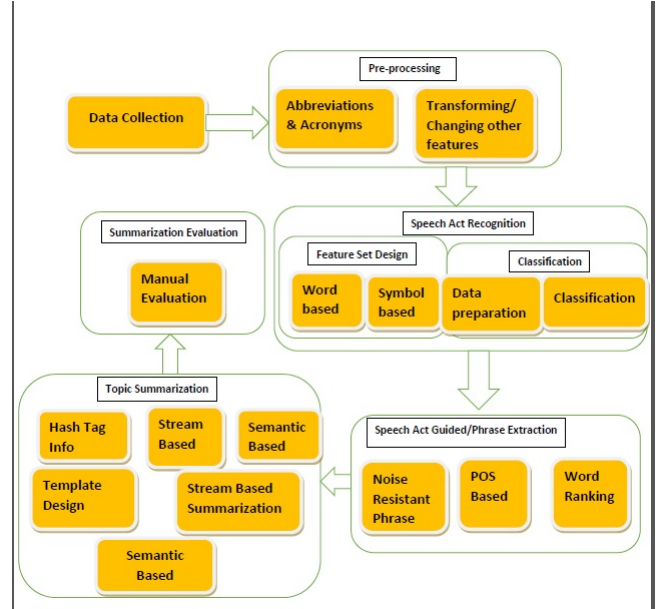 Pre-processing
Data Collection
Abbreviations
& Acronyms
Transforming/
Changing other
features
Speech Act Recognition
Feature Set Design
Classification
Word
based
Symbol
based
Data
preparation
Classification
Summarization Evaluation
Manual
Evaluation
Topic Summarization
Hash Tag
Info
Stream
Based
Semantic
Based
Template
Design
Stream Based
Summarization
Semantic
Based
Speech Act Guided/Phrase Extraction
Noise
Resistant
Phrase
POS
Based
Word
Ranking